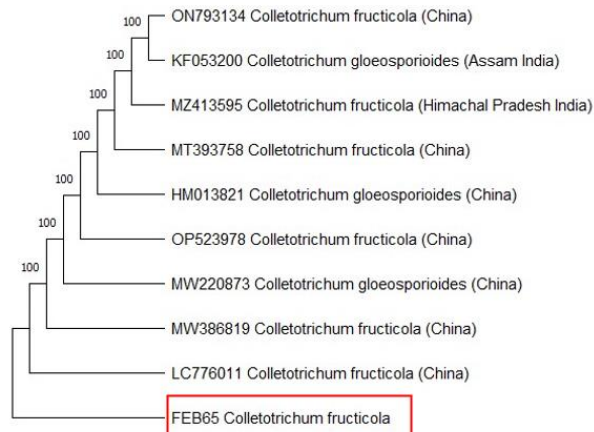 100
ON793134 Colletotrichum fructicola (China)
100
KF053200 Colletotrichum gloeosporioides (Assam India)
100
MZ413595 Colletotrichum fructicola (Himachal Pradesh India)
100
MT393758 Colletotrichum fructicola (China)
100
HM013821 Colletotrichum gloeosporioides (China)
100
OP523978 Colletotrichum fructicola (China)
100
MW220873 Colletotrichum gloeosporioides (China)
MW386819 Colletotrichum fructicola (China)
LC776011 Colletotrichum fructicola (China)
FEB65 Colletotrichum fructicola